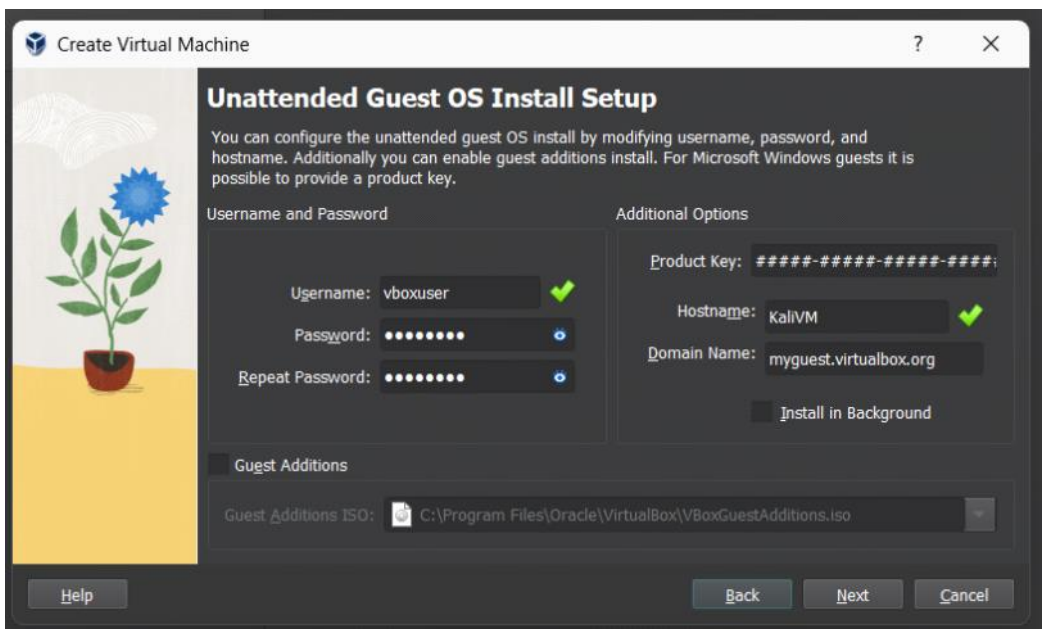 Create Virtual Machine
?
Unattended Guest OS Install Setup
You can configure the unattended guest OS install by modifying username, password, and
hostname. Additionally you can enable guest additions install. For Microsoft Windows guests it is
possible to provide a product key.
Username and Password
Username: vboxuser
Password: ●●●●●●●●
Repeat Password: ●●●●●●●●
Additional Options
Product Key: #####-#####-#####-####
Hostname: KaliVM
Domain Name: myguest.virtualbox.org
Install in Background
Guest Additions
Guest Additions ISO: C:\Program Files\Oracle\VirtualBox\VBoxGuestAdditions.iso
Help
Back
Next
Cancel